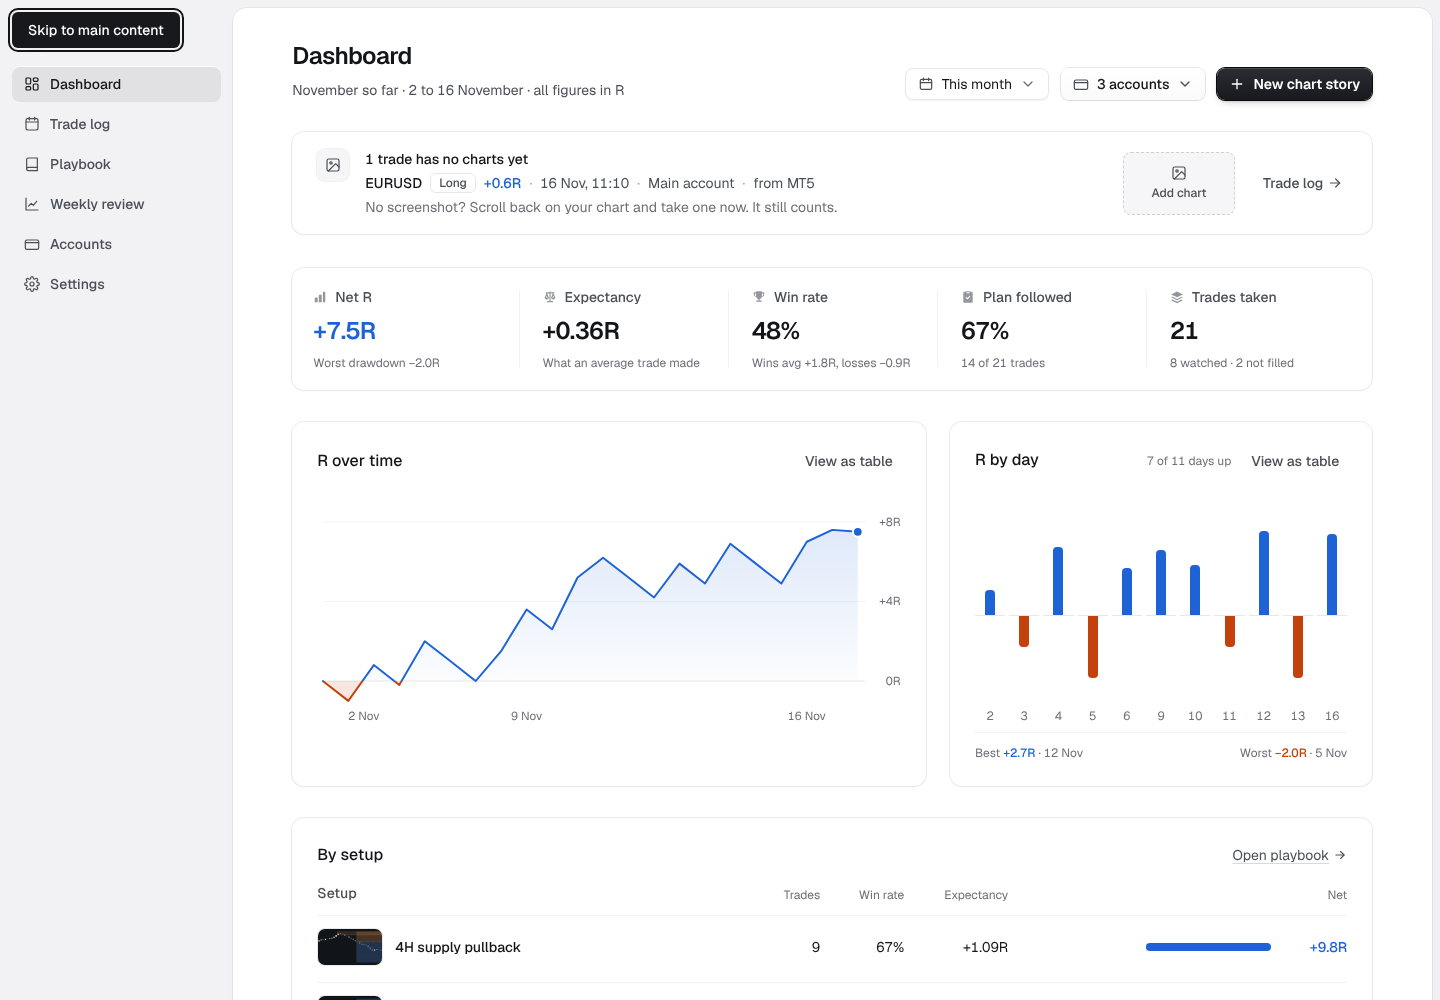 Skip to main content
Dashboard
Trade log
Playbook
Weekly review
Accounts
Settings
Dashboard
November so far · 2 to 16 November · all figures in R
This month
3 accounts
New chart story
1 trade has no charts yet
EURUSD Long +0.6R · 16 Nov, 11:10 · Main account · from MT5
No screenshot? Scroll back on your chart and take one now. It still counts.
Add chart
Trade log →
Net R
+7.5R
Worst drawdown −2.0R
Expectancy
+0.36R
What an average trade made
Win rate
48%
Wins avg +1.8R, losses −0.9R
Plan followed
67%
14 of 21 trades
Trades taken
21
8 watched · 2 not filled
R over time
View as table
+8R
+4R
0R
2 Nov 9 Nov 16 Nov
R by day
7 of 11 days up
View as table
2 3 4 5 6 9 10 11 12 13 16
Best +2.7R · 12 Nov
Worst −2.0R · 5 Nov
By setup
Open playbook →
Setup Trades Win rate Expectancy Net
4H supply pullback 9 67% +1.09R +9.8R